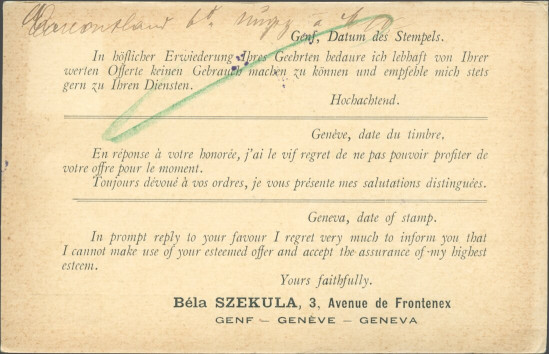 Genf, Datum des Stempels.
In höflicher Erwiederung Ihres Geehrten bedaure ich lebhaft von Ihrer
werten Offerte keinen Gebrauch machen zu können und empfehle mich stets
gern zu Ihren Diensten.
Hochachtend.
Genève, date du timbre.
En réponse à votre honorée, j'ai le vif regret de ne pas pouvoir profiter de
votre offre pour le moment.
Toujours dévoué à vos ordres, je vous présente mes salutations distinguées.
Geneva, date of stamp.
In prompt reply to your favour I regret very much to inform you that
I cannot make use of your esteemed offer and accept the assurance of my highest
esteem.
Yours faithfully.
Béla SZEKULA, 3, Avenue de Frontenex
GENF — GENÈVE — GENEVA